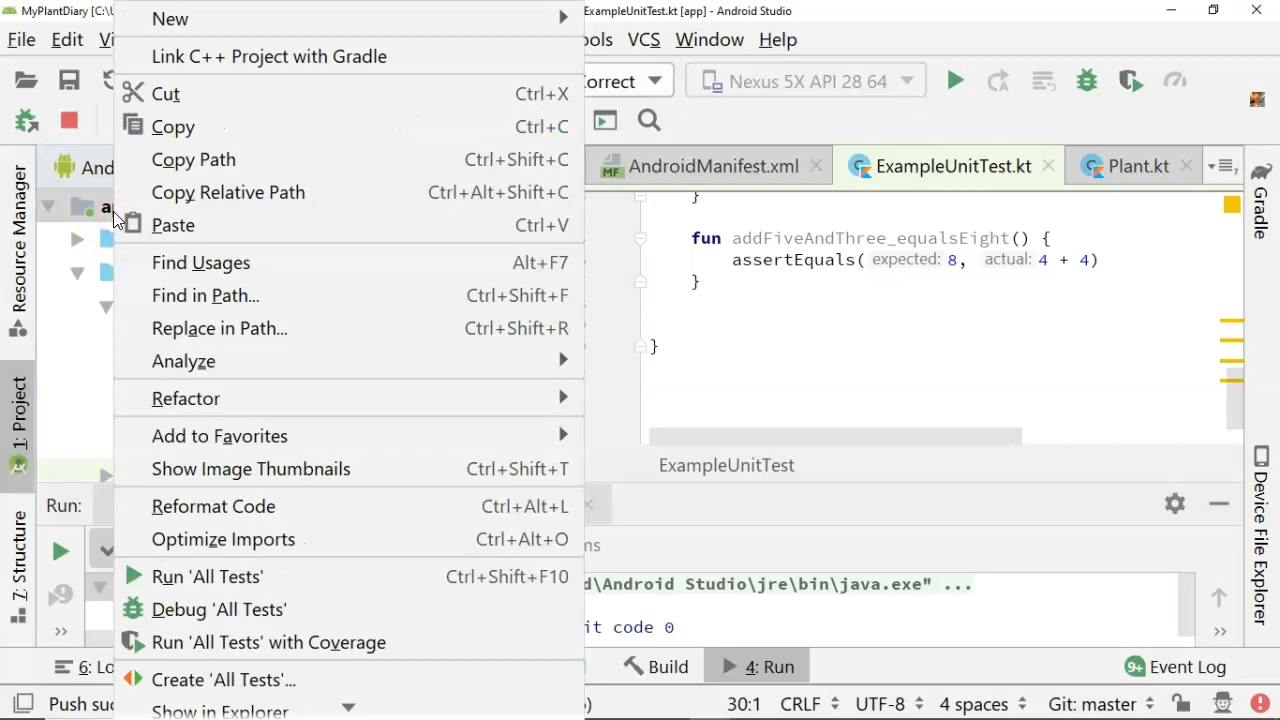 MyPlantDiary [C:\U
ExampleUnitTest.kt [app] - Android Studio
File Edit Vi
ols VCS Window Help
orrect
Nexus 5X API 28 64
New
Link C++ Project with Gradle
Cut Ctrl+X
Copy Ctrl+C
Copy Path Ctrl+Shift+C
Copy Relative Path Ctrl+Alt+Shift+C
Paste Ctrl+V
Find Usages Alt+F7
Find in Path... Ctrl+Shift+F
Replace in Path... Ctrl+Shift+R
Analyze
Refactor
Add to Favorites
Show Image Thumbnails Ctrl+Shift+T
Reformat Code Ctrl+Alt+L
Optimize Imports Ctrl+Alt+O
Run 'All Tests' Ctrl+Shift+F10
Debug 'All Tests'
Run 'All Tests' with Coverage
Create 'All Tests'...
Show in Explorer
And
ap
Resource Manager
1: Project
7: Structure
AndroidManifest.xml
ExampleUnitTest.kt
Plant.kt
}
fun addFiveAndThree_equalsEight() {
assertEquals( expected: 8, actual: 4 + 4)
}
}
ExampleUnitTest
Gradle
Device File Explorer
Run:
ms
d\Android Studio\jre\bin\java.exe" ...
it code 0
6: Lo
Build
4: Run
9+ Event Log
Push suc
)
30:1 CRLF UTF-8 4 spaces Git: master